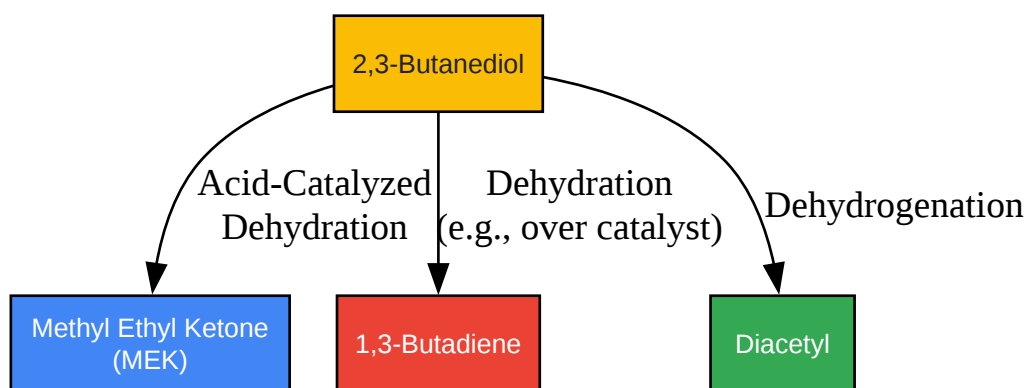 2,3-Butanediol
Acid-Catalyzed
Dehydration
Dehydration
(e.g., over catalyst)
Dehydrogenation
Methyl Ethyl Ketone
(MEK)
1,3-Butadiene
Diacetyl